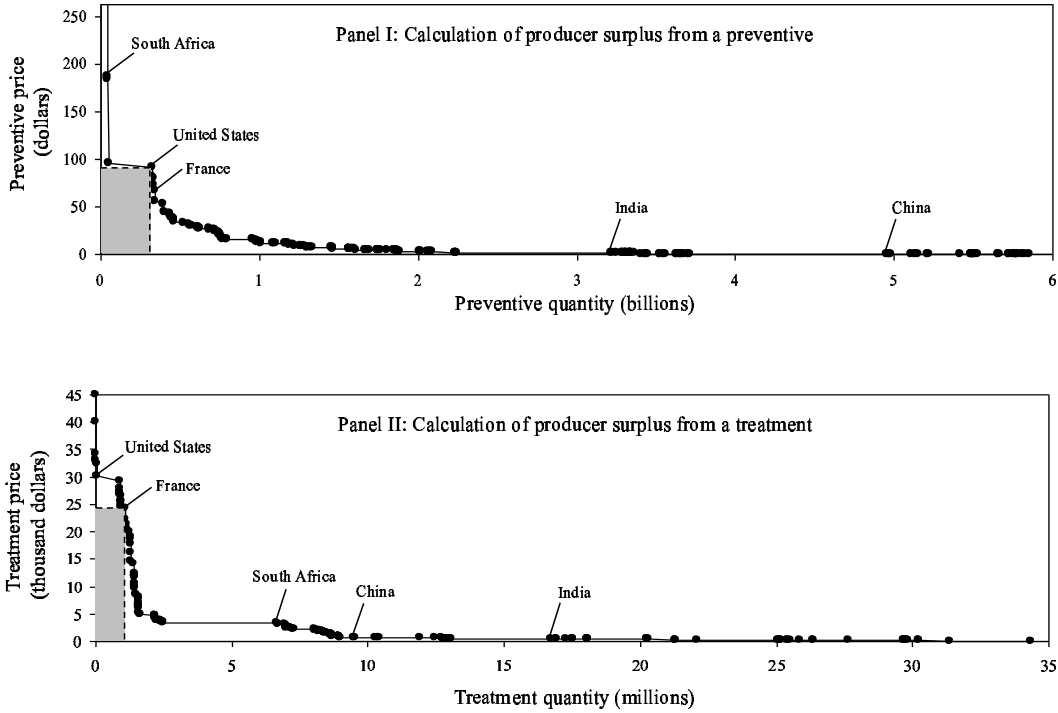 Panel I: Calculation of producer surplus from a preventive
Preventive price
(dollars)
250
200
150
100
50
0
South Africa
United States
France
India
China
0 1 2 3 4 5 6
Preventive quantity (billions)
Panel II: Calculation of producer surplus from a treatment
Treatment price
(thousand dollars)
45
40
35
30
25
20
15
10
5
0
United States
France
South Africa
China
India
0 5 10 15 20 25 30 35
Treatment quantity (millions)